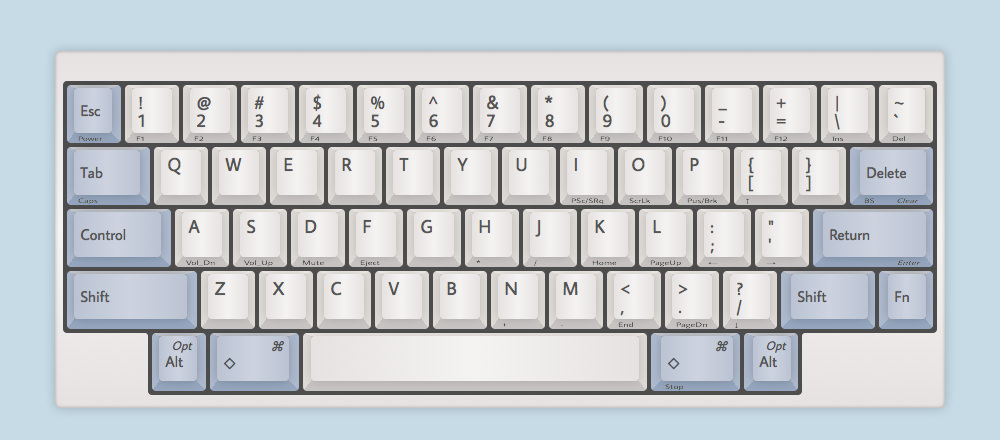 Esc ! 1 @ 2 # 3 $ 4 % 5 ^ 6 & 7 * 8 ( 9 ) 0 _ - + = | \ ~ `
Power F1 F2 F3 F4 F5 F6 F7 F8 F9 F10 F11 F12 Ins Del
Tab Q W E R T Y U I O P { [ } ] Delete
Caps PSc/SRq ScrLk Pus/Brk ↑ BS Clear
Control A S D F G H J K L : ; " ' Return
Vol_Dn Vol_Up Mute Eject * / Home PageUp ← → Enter
Shift Z X C V B N M < , > . ? / Shift Fn
End PageDn ↓
Opt Alt ◇ ⌘ ◇ ⌘ Opt Alt
Stop